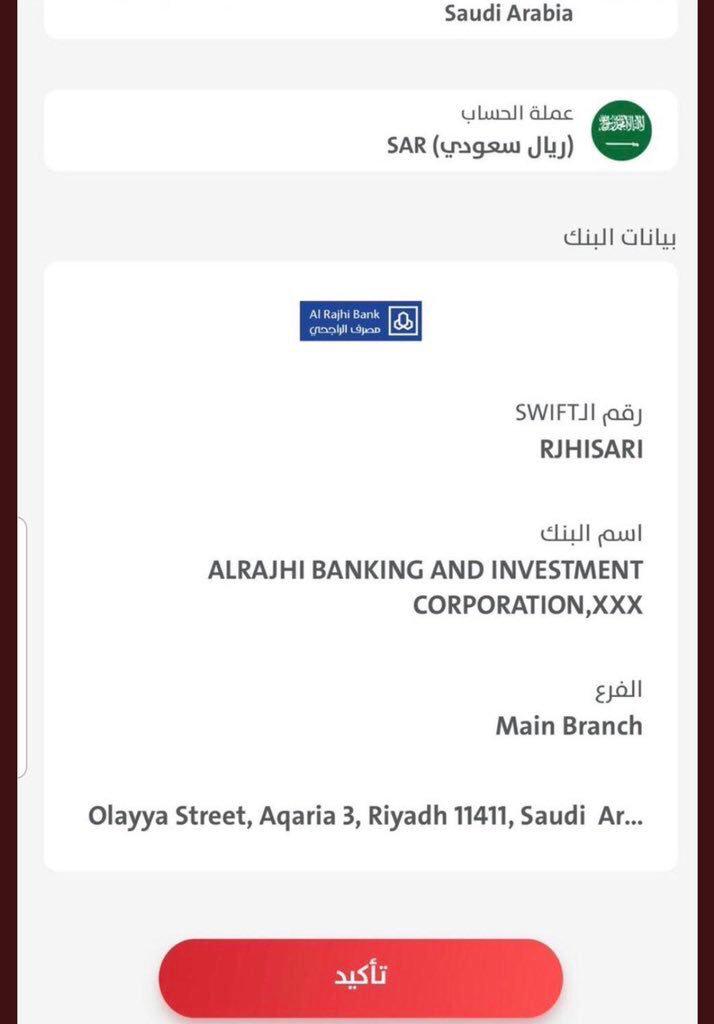 Saudi Arabia
عملة الحساب
SAR (ريال سعودي)
بيانات البنك
Al Rajhi Bank
مصرف الراجحي
رقم الـSWIFT
RJHISARI
اسم البنك
ALRAJHI BANKING AND INVESTMENT
CORPORATION,XXX
الفرع
Main Branch
Olayya Street, Aqaria 3, Riyadh 11411, Saudi Ar...
تأكيد